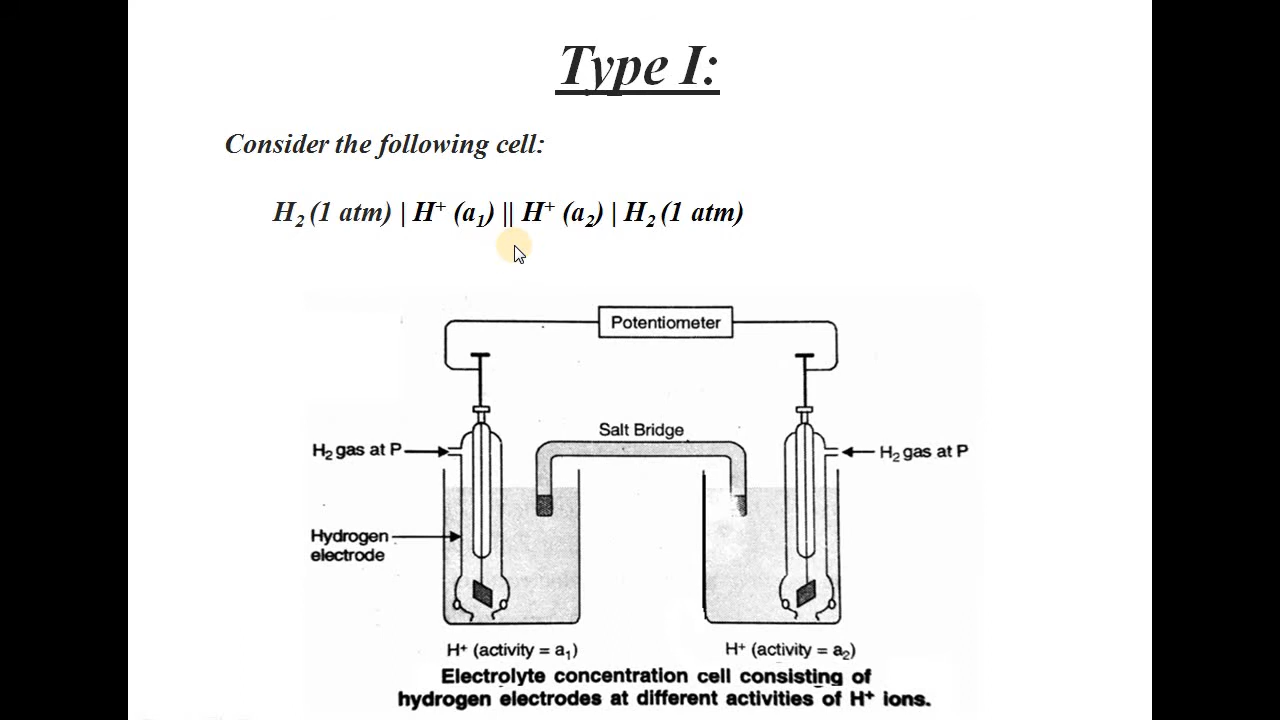 Type I:
Consider the following cell:
H₂ (1 atm) | H⁺ (a₁) || H⁺ (a₂) | H₂ (1 atm)
Potentiometer
Salt Bridge
H₂ gas at P
H₂ gas at P
Hydrogen
electrode
H⁺ (activity = a₁)
H⁺ (activity = a₂)
Electrolyte concentration cell consisting of
hydrogen electrodes at different activities of H⁺ ions.